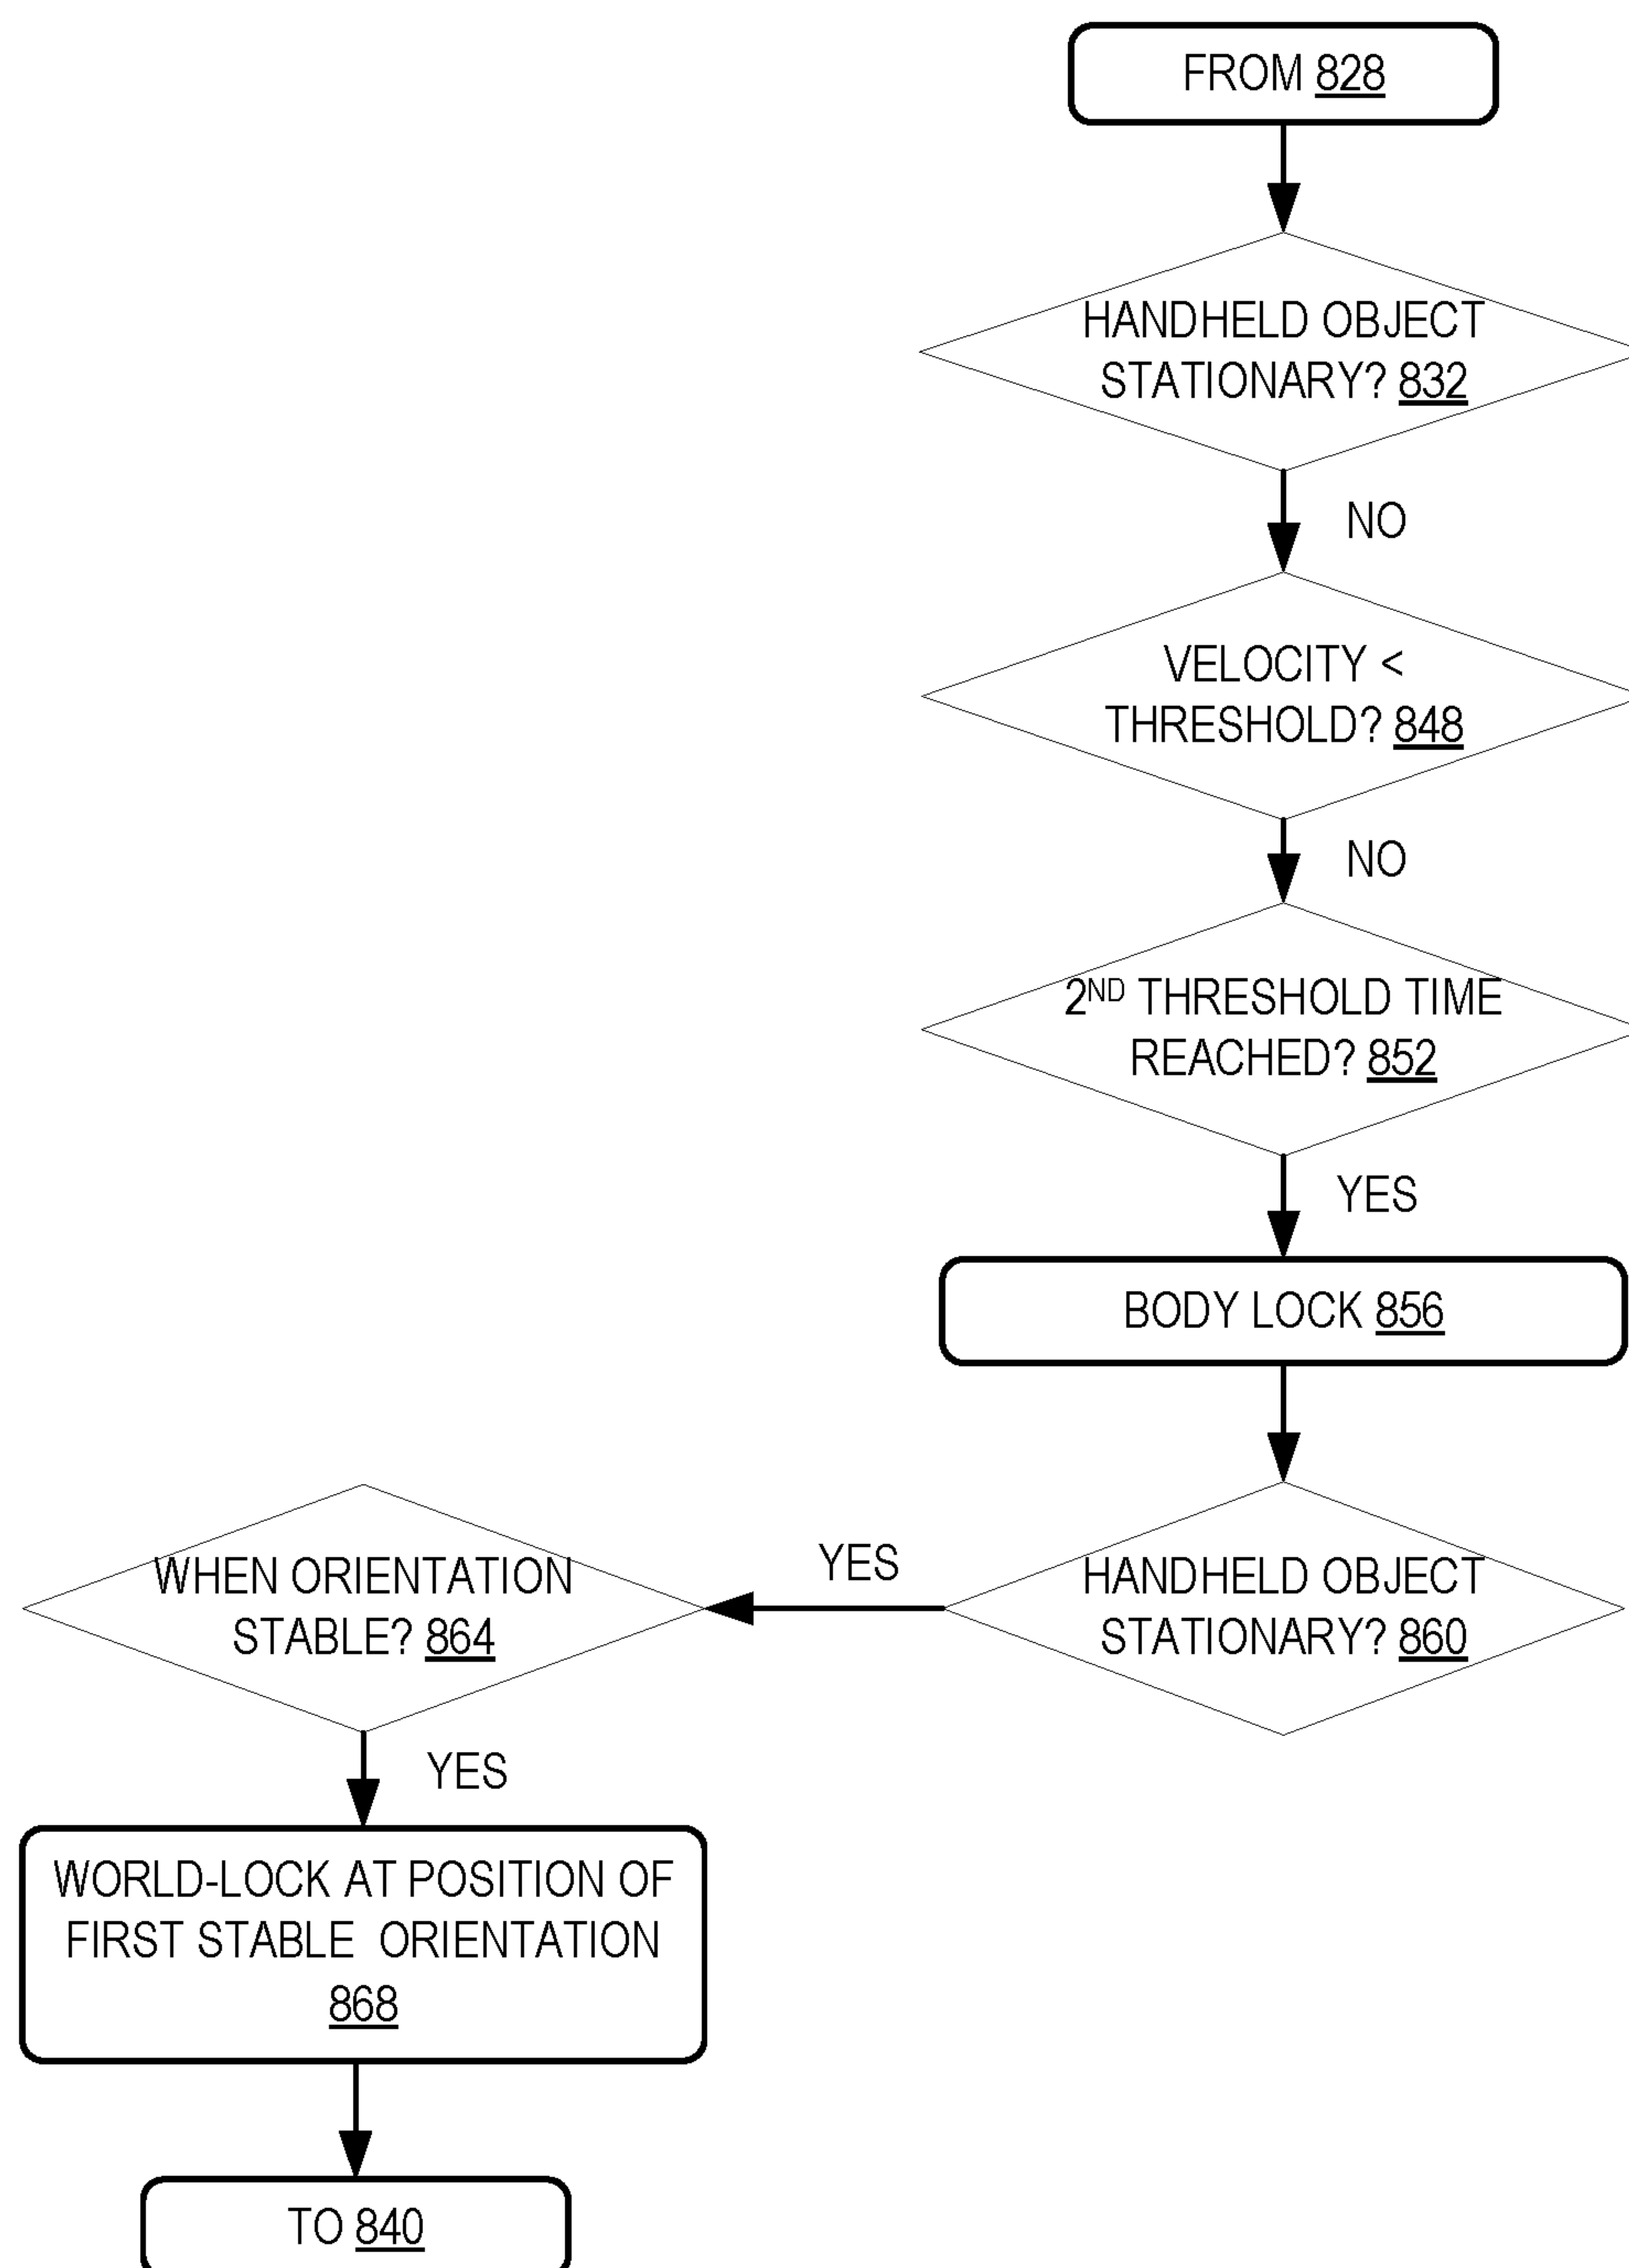 FROM 828
HANDHELD OBJECT
STATIONARY? 832
NO
VELOCITY <
THRESHOLD? 848
NO
2ND THRESHOLD TIME
REACHED? 852
YES
BODY LOCK 856
HANDHELD OBJECT
STATIONARY? 860
YES
WHEN ORIENTATION
STABLE? 864
YES
WORLD-LOCK AT POSITION OF
FIRST STABLE ORIENTATION
868
TO 840